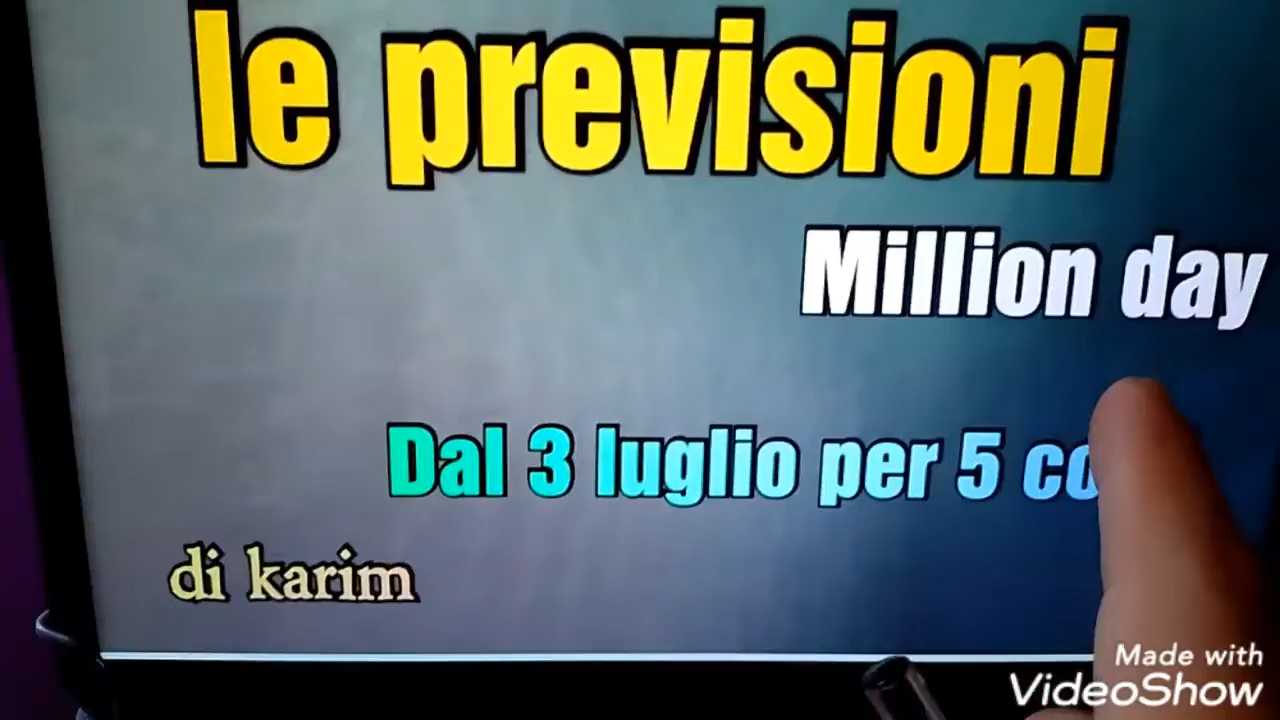 le previsioni
Million day
Dal 3 luglio per 5
di karim
Made with
VideoShow